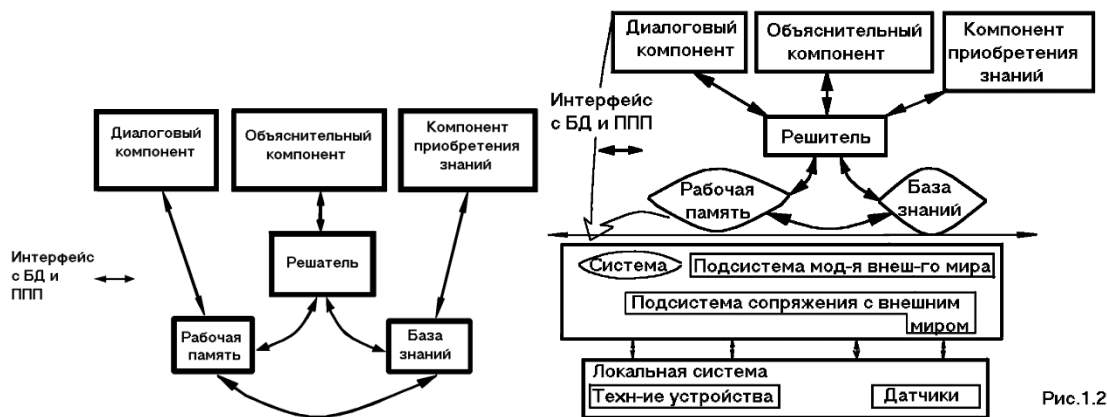 Диалоговый
компонент
Объяснительный
компонент
Компонент
приобретения
знаний
Интерфейс
с БД и
ППП
Решатель
Рабочая
память
База
знаний
Диалоговый
компонент
Объяснительный
компонент
Компонент
приобретения
знаний
Интерфейс
с БД и ППП
Решитель
Рабочая
память
База
знаний
Система
Подсистема мод-я внеш-го мира
Подсистема сопряжения с внешним
миром
Локальная система
Техн-ие устройства
Датчики
Рис.1.2